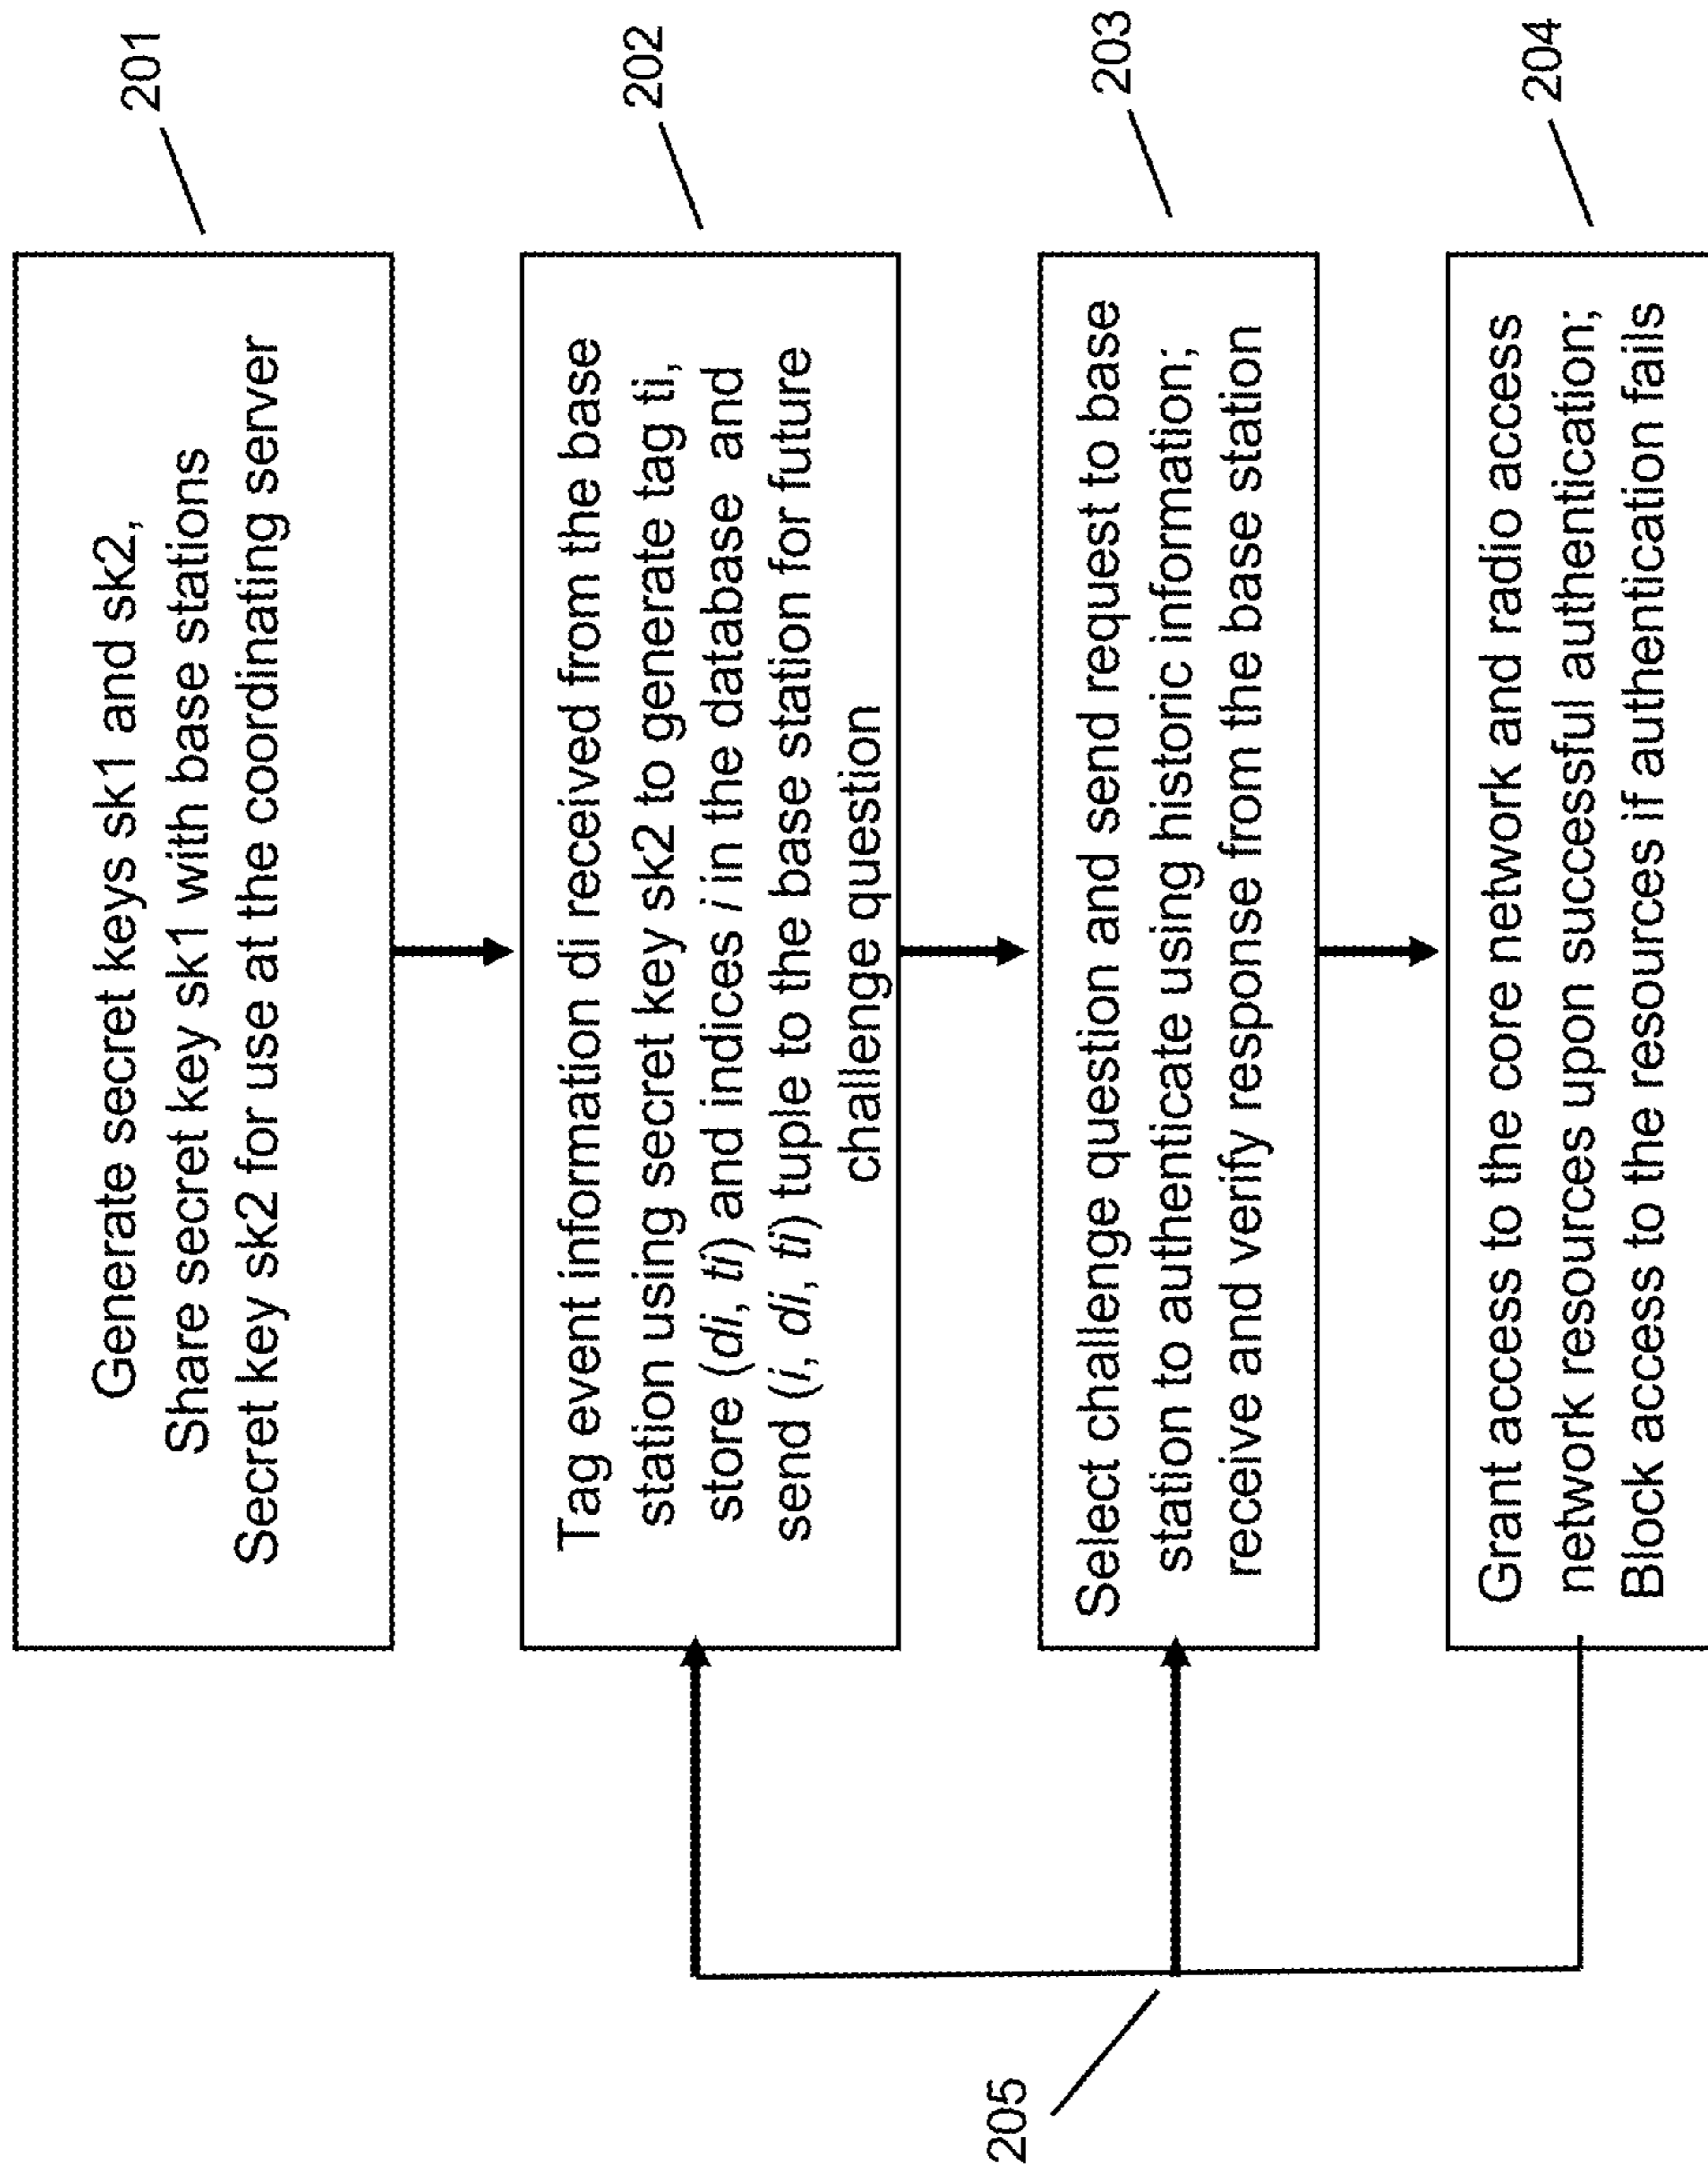 Generate secret keys sk1 and sk2,
Share secret key sk1 with base stations
Secret key sk2 for use at the coordinating server
201
Tag event information di received from the base
station using secret key sk2 to generate tag ti,
store (di, ti) and indices i in the database and
send (i, di, ti) tuple to the base station for future
challenge question
202
Select challenge question and send request to base
station to authenticate using historic information;
receive and verify response from the base station
203
Grant access to the core network and radio access
network resources upon successful authentication;
Block access to the resources if authentication fails
204
205